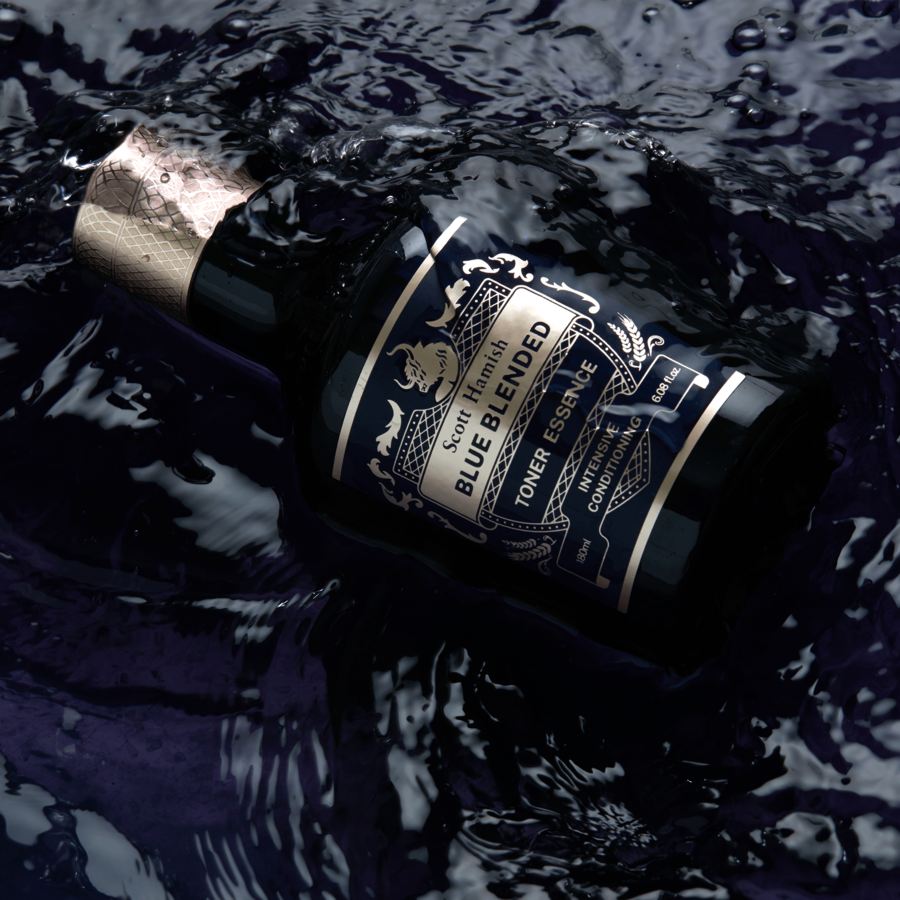 Scott Hamish
BLUE BLENDED
TONER ESSENCE
INTENSIVE
CONDITIONING
180ml
6.08 fl.oz